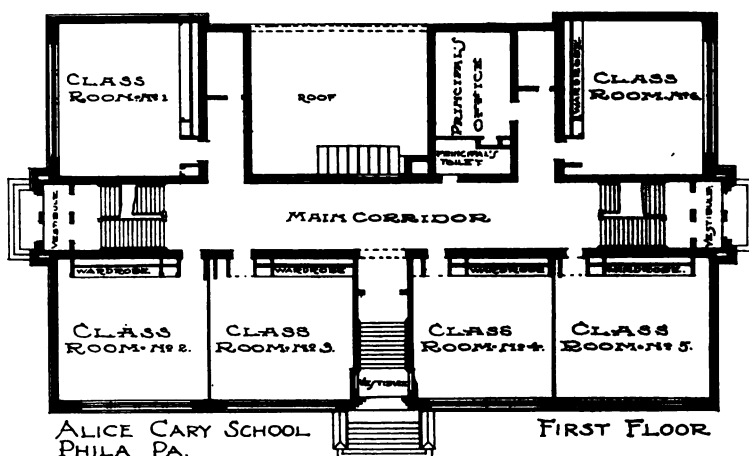 CLASS
ROOM. No 1
ROOF
PRINCIPAL'S
OFFICE
WARDROBE
CLASS
ROOM. No 6.
PRINCIPAL'S
TOILET
VESTIBULE
MAIN CORRIDOR
VESTIBULE
WARDROBE
WARDROBE
WARDROBE
WARDROBE.
CLASS
ROOM. No 2.
CLASS
ROOM. No 3.
CLASS
ROOM. No 4.
CLASS
ROOM. No 5.
VESTIBULE
ALICE CARY SCHOOL
PHILA PA.
FIRST FLOOR